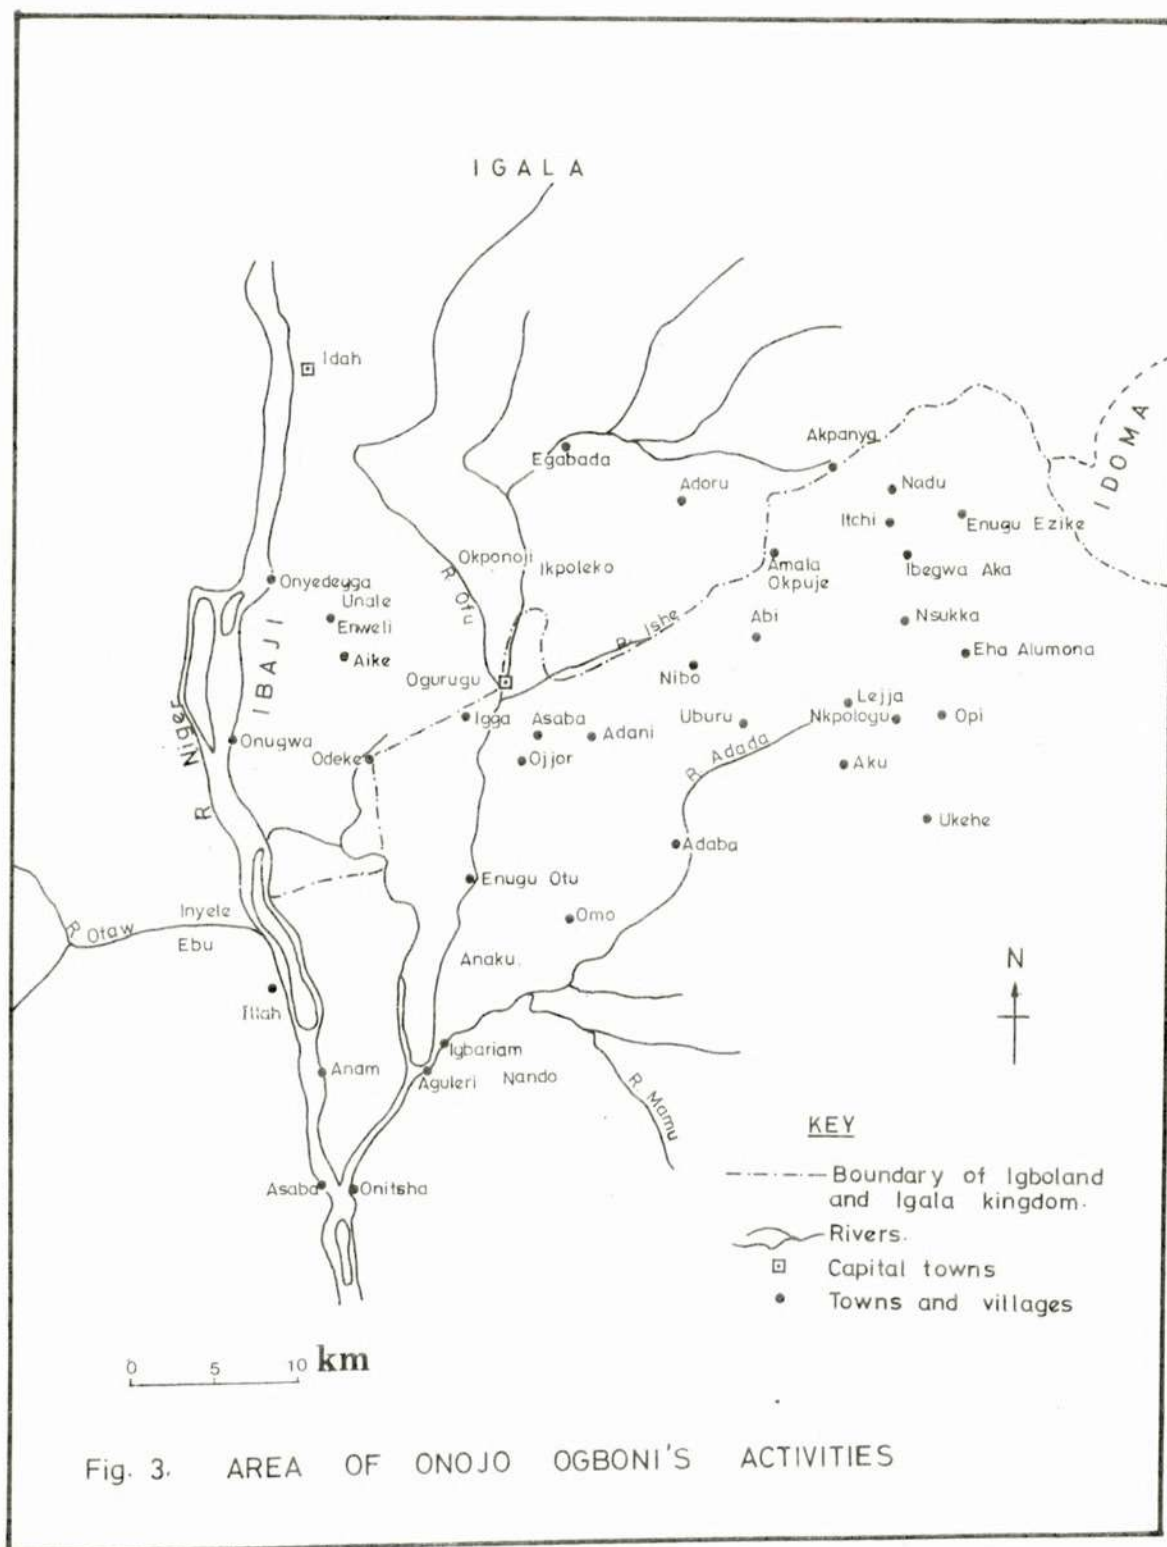 IGALA
Idah
Akpanyg
IDOMA
Egabada
Adoru
Nadu
Itchi
Enugu Ezike
Okponoji
Ikpoleko
R. Ofu
Amala
Okpuje
Ibegwa Aka
Onyedeyga
Unale
Enweli
Aike
IBAJI
R. Ishe
Abi
Nsukka
Eha Alumona
Ogurugu
Nibo
Igga
Asaba
Adani
Uburu
Lejja
Nkpologu
Opi
R Niger
Onugwa
Odeke
Ojjor
R. Adada
Aku
Ukehe
Adaba
Enugu Otu
Omo
R Otaw
Inyele
Ebu
Anaku
Illah
N
Igbariam
Anam
Aguleri
Nando
R. Mamu
Asaba
Onitsha
KEY
Boundary of Igboland
and Igala kingdom.
Rivers.
Capital towns
Towns and villages
0 5 10 km
Fig. 3. AREA OF ONOJO OGBONI'S ACTIVITIES